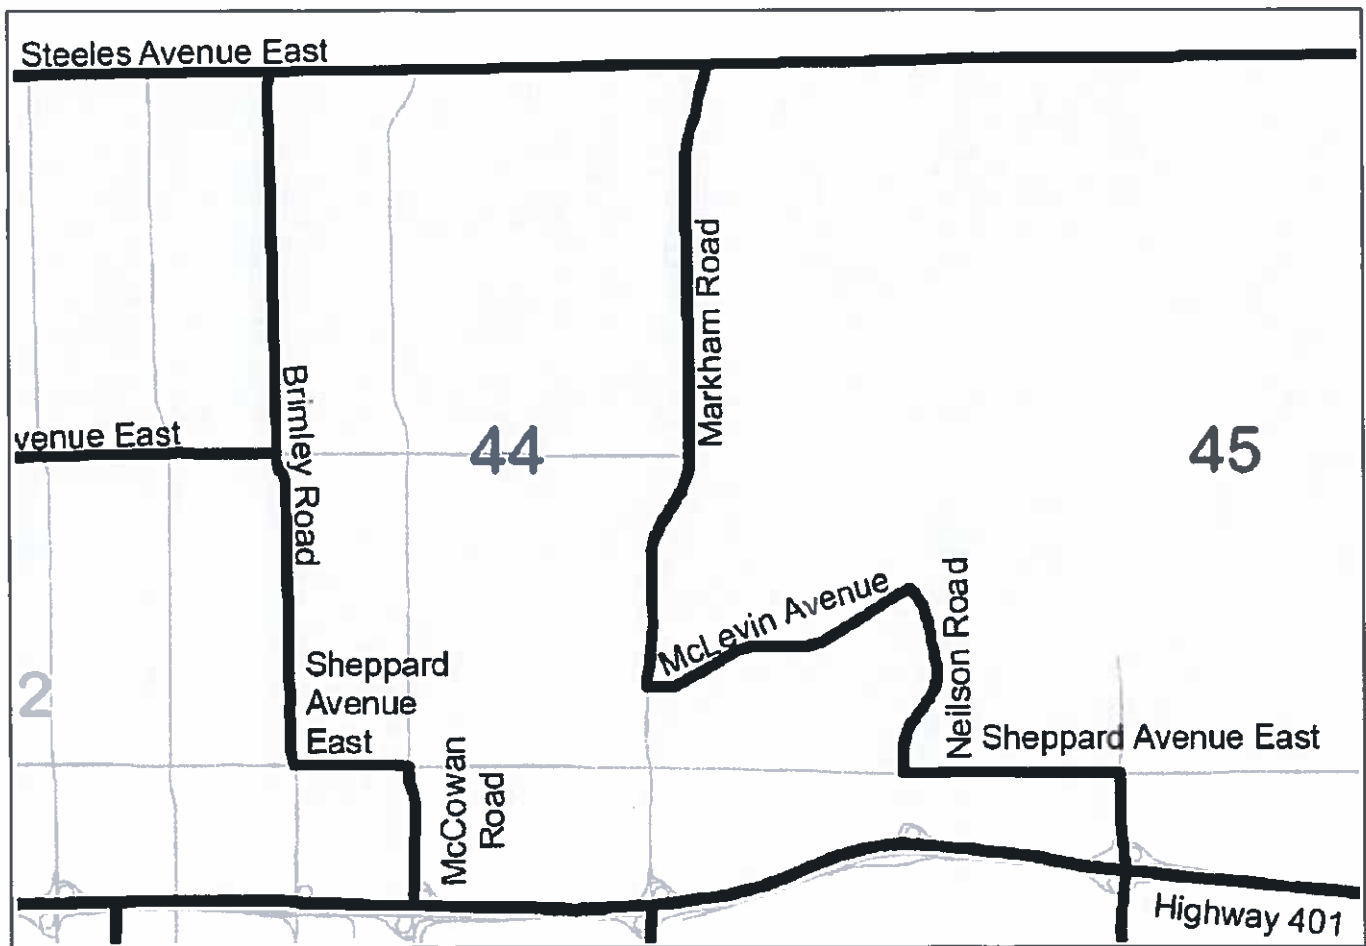 Steeles Avenue East
Markham Road
Brimley Road
venue East
44
45
McLevin Avenue
Neilson Road
Sheppard
Avenue
East
2
Sheppard Avenue East
McCowan
Road
Highway 401